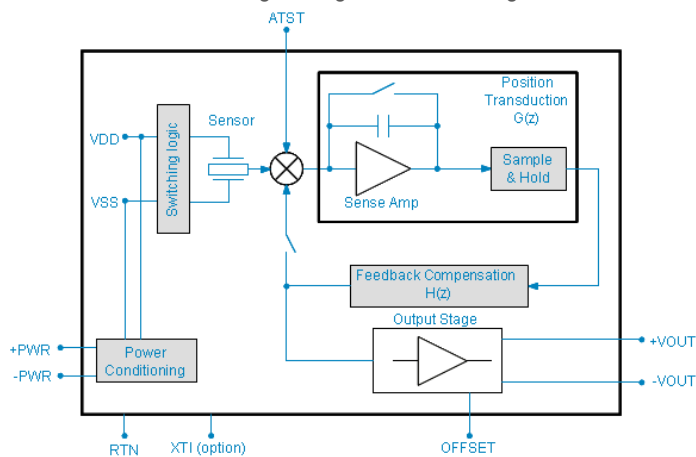 ATST
Position
Transduction
G(z)
Sensor
VDD
Switching logic
VSS
Sense Amp
Sample
& Hold
Feedback Compensation
H(z)
Output Stage
+VOUT
-VOUT
+PWR
-PWR
Power
Conditioning
RTN
XTI (option)
OFFSET